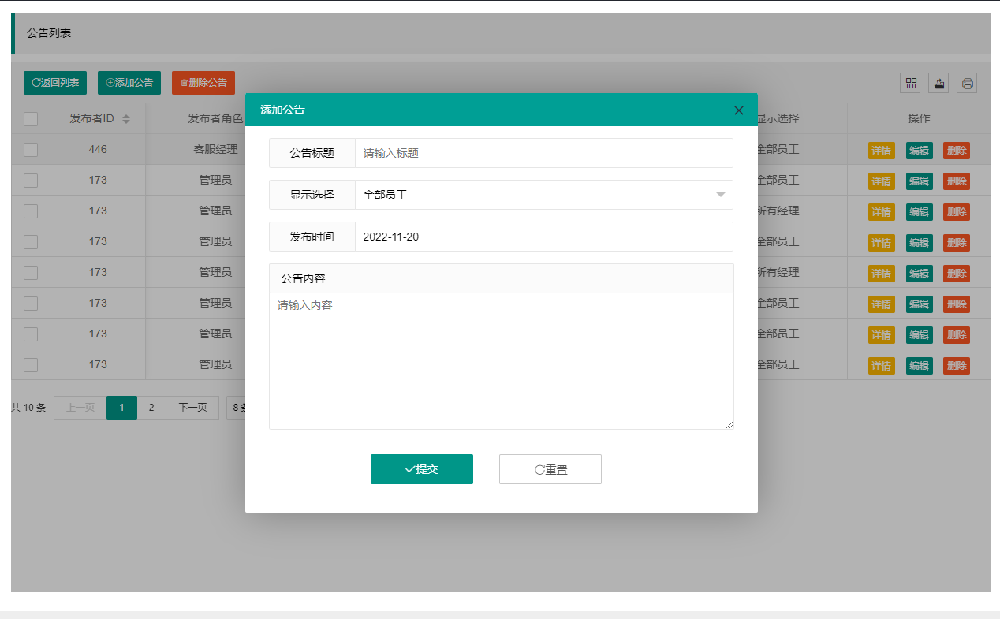 公告列表
返回列表 添加公告 删除公告
添加公告
发布者ID 发布者角色 显示选择 操作
446 客服经理 全部员工 详情 编辑 删除
173 管理员 全部员工 详情 编辑 删除
173 管理员 所有经理 详情 编辑 删除
173 管理员 全部员工 详情 编辑 删除
173 管理员 所有经理 详情 编辑 删除
173 管理员 全部员工 详情 编辑 删除
173 管理员 全部员工 详情 编辑 删除
173 管理员 全部员工 详情 编辑 删除
共 10 条 上一页 1 2 下一页 8
公告标题 请输入标题
显示选择 全部员工
发布时间 2022-11-20
公告内容
请输入内容
提交 重置